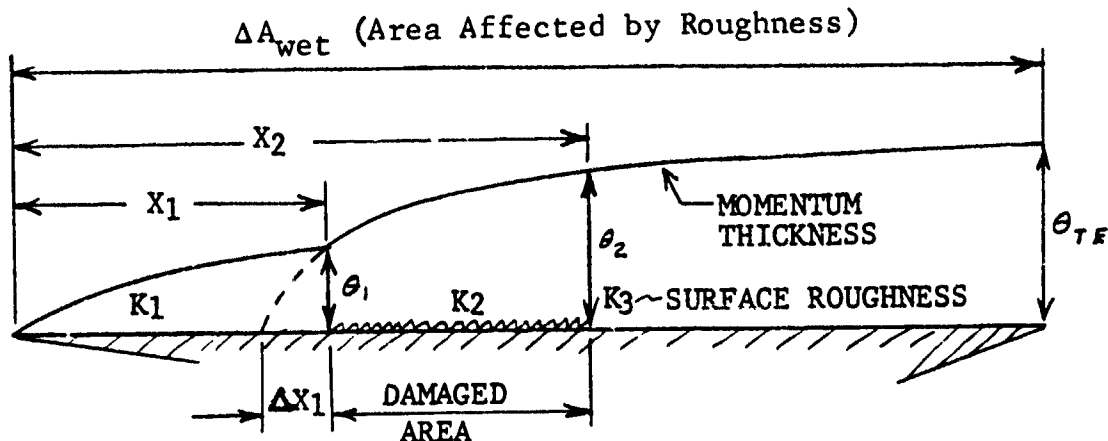 ΔA_wet (Area Affected by Roughness)
X₂
X₁
MOMENTUM
THICKNESS
θ₁
θ₂
θ_TE
K1
K2
K3~SURFACE ROUGHNESS
ΔX₁
DAMAGED
AREA